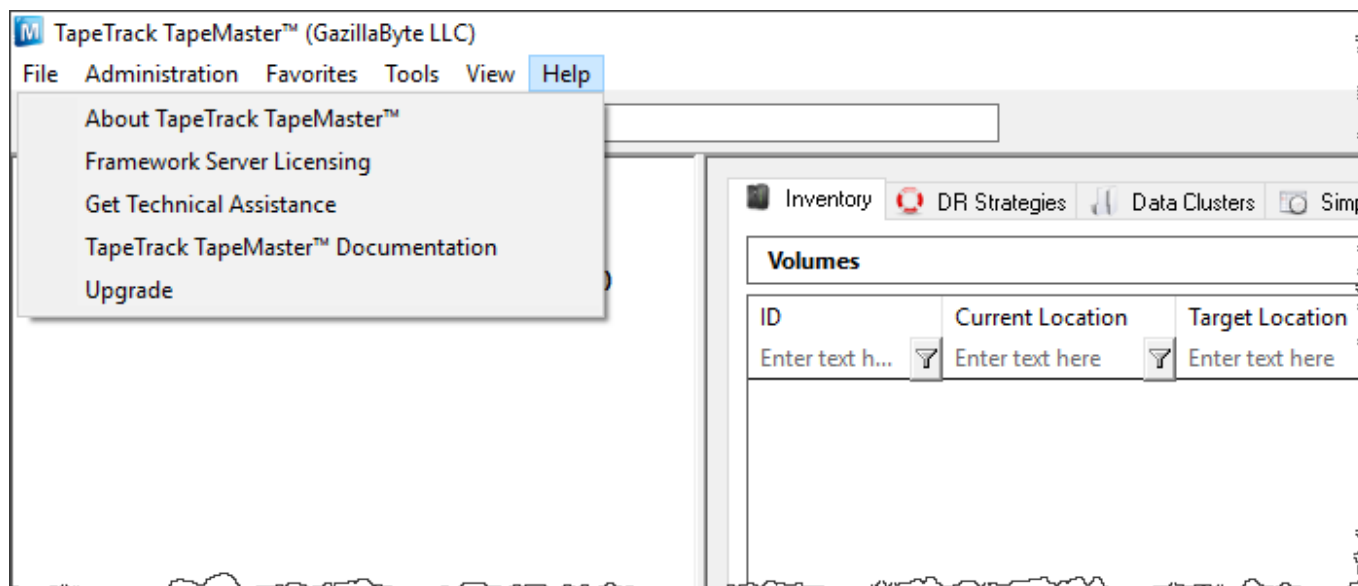 TapeTrack TapeMaster™ (GazillaByte LLC)
File Administration Favorites Tools View Help
About TapeTrack TapeMaster™
Framework Server Licensing
Get Technical Assistance
TapeTrack TapeMaster™ Documentation
Upgrade
Inventory DR Strategies Data Clusters Simp
Volumes
ID Current Location Target Location
Enter text h... Enter text here Enter text here